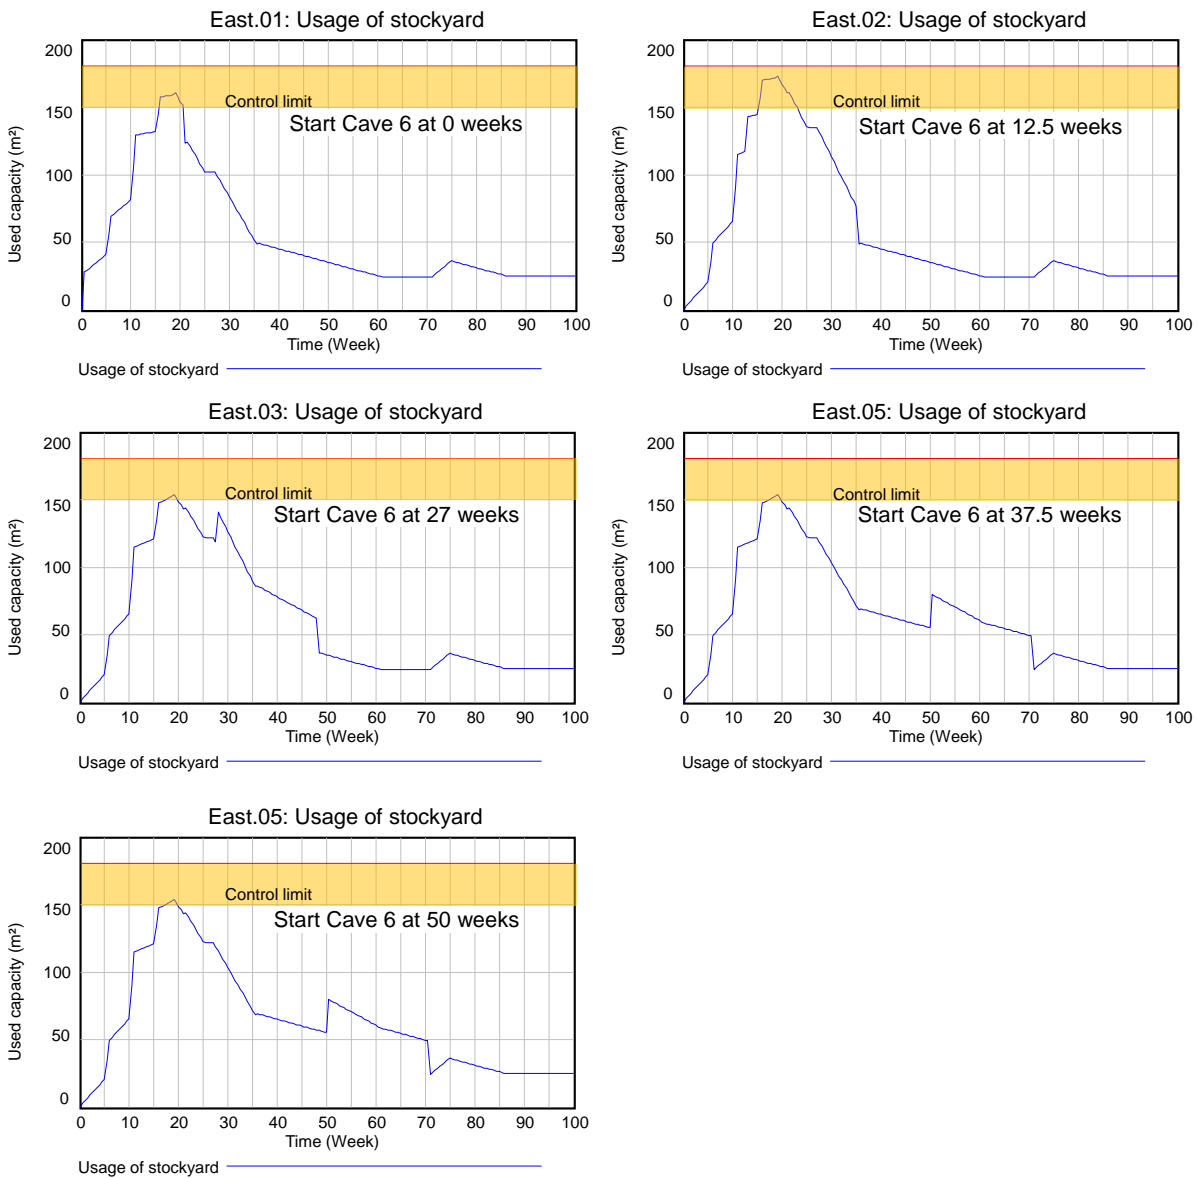 East.01: Usage of stockyard
200
150
100
50
0
Used capacity (m²)
Control limit
Start Cave 6 at 0 weeks
0 10 20 30 40 50 60 70 80 90 100
Time (Week)
Usage of stockyard
East.02: Usage of stockyard
200
150
100
50
0
Used capacity (m²)
Control limit
Start Cave 6 at 12.5 weeks
0 10 20 30 40 50 60 70 80 90 100
Time (Week)
Usage of stockyard
East.03: Usage of stockyard
200
150
100
50
0
Used capacity (m²)
Control limit
Start Cave 6 at 27 weeks
0 10 20 30 40 50 60 70 80 90 100
Time (Week)
Usage of stockyard
East.05: Usage of stockyard
200
150
100
50
0
Used capacity (m²)
Control limit
Start Cave 6 at 37.5 weeks
0 10 20 30 40 50 60 70 80 90 100
Time (Week)
Usage of stockyard
East.05: Usage of stockyard
200
150
100
50
0
Used capacity (m²)
Control limit
Start Cave 6 at 50 weeks
0 10 20 30 40 50 60 70 80 90 100
Time (Week)
Usage of stockyard